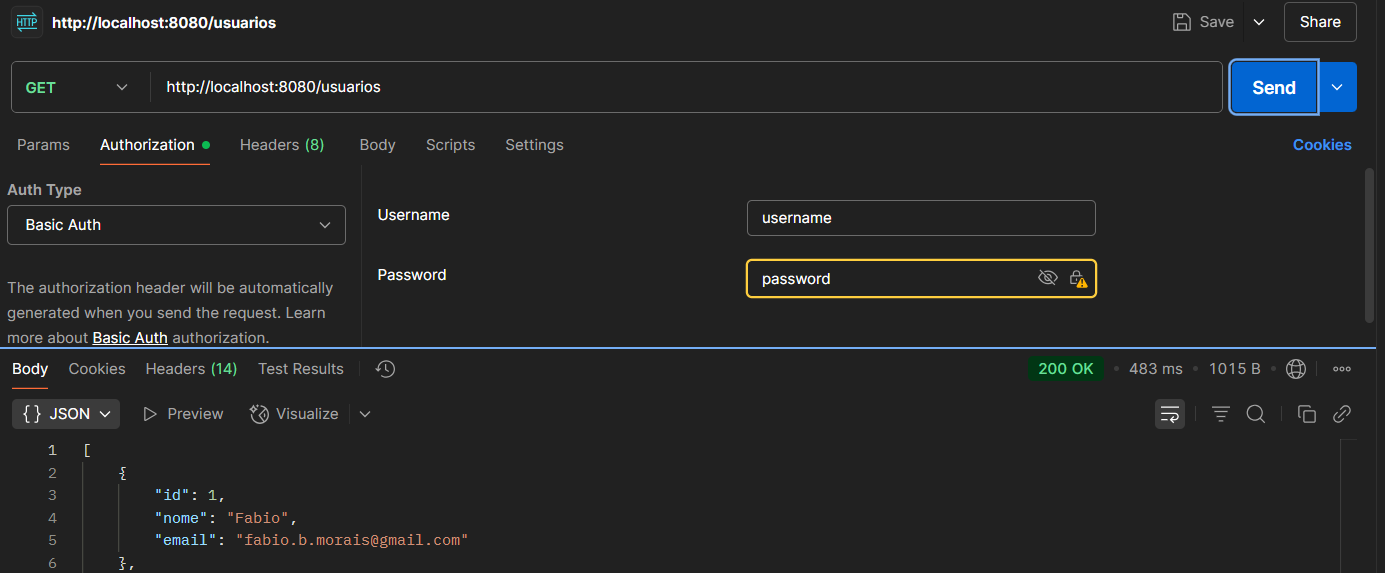 HTTP http://localhost:8080/usuarios Save Share
GET http://localhost:8080/usuarios Send
Params Authorization Headers (8) Body Scripts Settings Cookies
Auth Type
Basic Auth
The authorization header will be automatically
generated when you send the request. Learn
more about Basic Auth authorization.
Username username
Password password
Body Cookies Headers (14) Test Results 200 OK • 483 ms • 1015 B •
{} JSON Preview Visualize
1 [
2 {
3 "id": 1,
4 "nome": "Fabio",
5 "email": "fabio.b.morais@gmail.com"
6 },